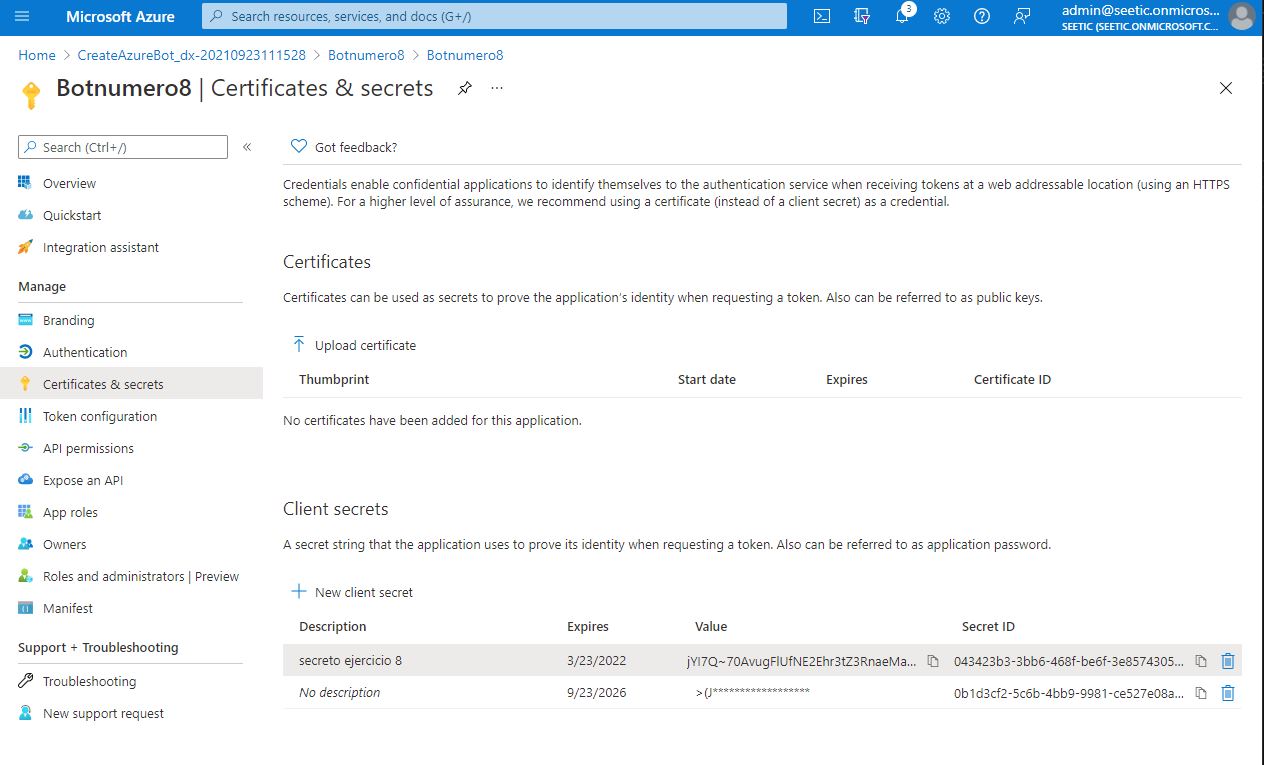 Microsoft Azure
Search resources, services, and docs (G+/)
3
admin@seetic.onmicros...
SEETIC (SEETIC.ONMICROSOFT.C...
Home > CreateAzureBot_dx-20210923111528 > Botnumero8 > Botnumero8
Botnumero8 | Certificates & secrets
Search (Ctrl+/)
Overview
Quickstart
Integration assistant
Manage
Branding
Authentication
Certificates & secrets
Token configuration
API permissions
Expose an API
App roles
Owners
Roles and administrators | Preview
Manifest
Support + Troubleshooting
Troubleshooting
New support request
Got feedback?
Credentials enable confidential applications to identify themselves to the authentication service when receiving tokens at a web addressable location (using an HTTPS
scheme). For a higher level of assurance, we recommend using a certificate (instead of a client secret) as a credential.
Certificates
Certificates can be used as secrets to prove the application's identity when requesting a token. Also can be referred to as public keys.
Upload certificate
Thumbprint Start date Expires Certificate ID
No certificates have been added for this application.
Client secrets
A secret string that the application uses to prove its identity when requesting a token. Also can be referred to as application password.
New client secret
Description Expires Value Secret ID
secreto ejercicio 8 3/23/2022 jYI7Q~70AvugFlUfNE2Ehr3tZ3RnaeMa... 043423b3-3bb6-468f-be6f-3e8574305...
No description 9/23/2026 >(J****************** 0b1d3cf2-5c6b-4bb9-9981-ce527e08a...